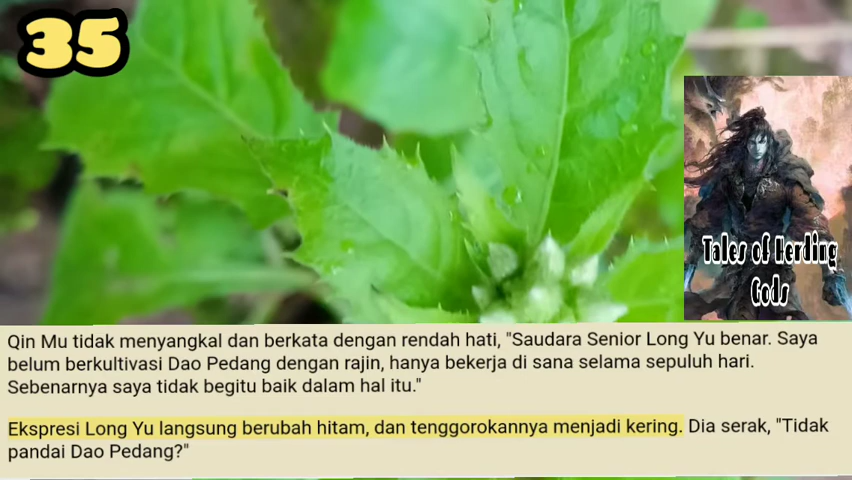 35
Tales of Herding
Gods
Qin Mu tidak menyangkal dan berkata dengan rendah hati, "Saudara Senior Long Yu benar. Saya
belum berkultivasi Dao Pedang dengan rajin, hanya bekerja di sana selama sepuluh hari.
Sebenarnya saya tidak begitu baik dalam hal itu."
Ekspresi Long Yu langsung berubah hitam, dan tenggorokannya menjadi kering. Dia serak, "Tidak
pandai Dao Pedang?"